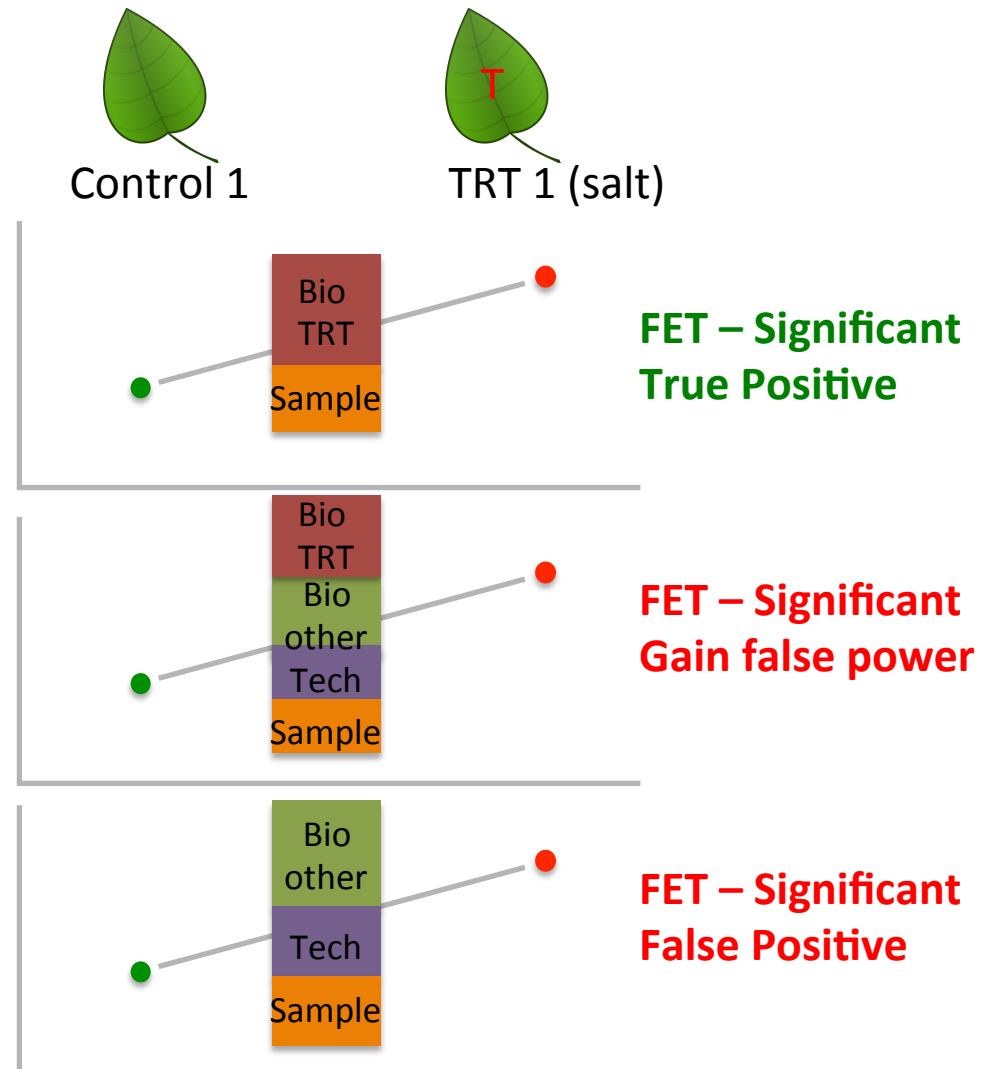 T
Control 1
TRT 1 (salt)
Bio
TRT
Sample
FET – Significant
True Positive
Bio
TRT
Bio
other
Tech
Sample
FET – Significant
Gain false power
Bio
other
Tech
Sample
FET – Significant
False Positive